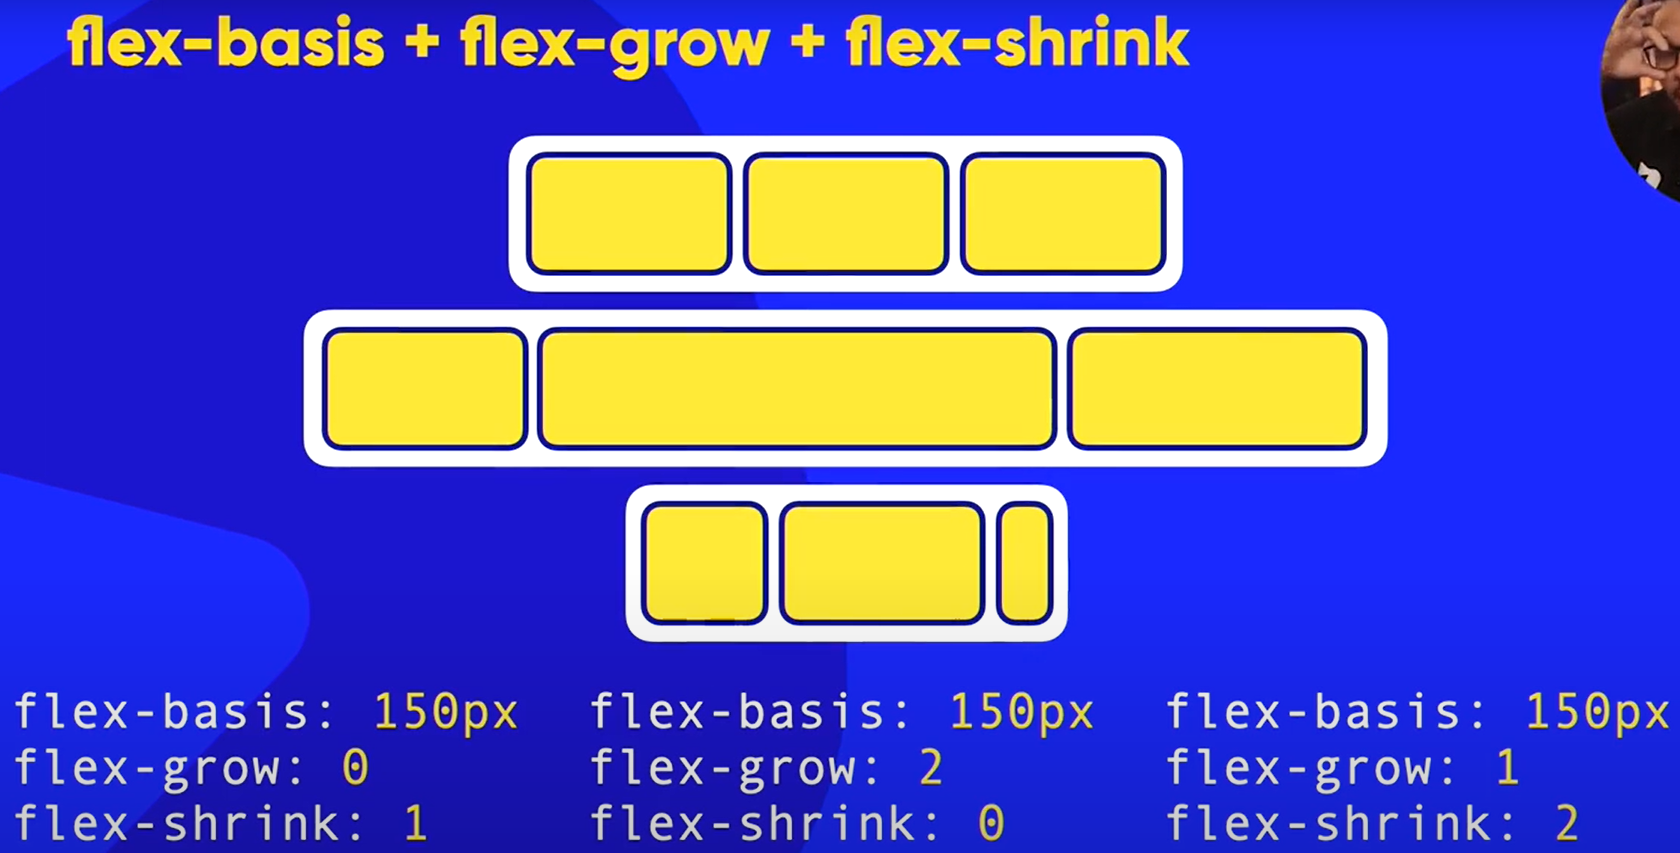 flex-basis + flex-grow + flex-shrink
flex-basis: 150px
flex-grow: 0
flex-shrink: 1
flex-basis: 150px
flex-grow: 2
flex-shrink: 0
flex-basis: 150px
flex-grow: 1
flex-shrink: 2